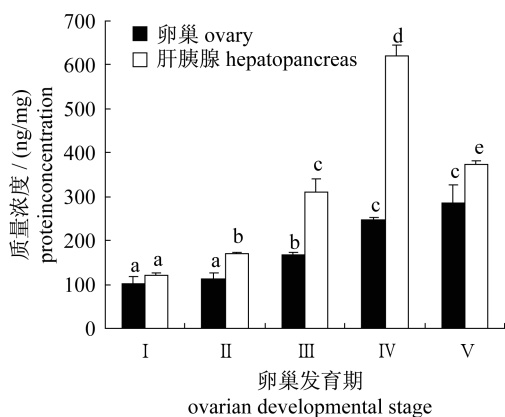 700
600
500
400
300
200
100
0
质量浓度 / (ng/mg)
proteinconcentration
卵巢 ovary
肝胰腺 hepatopancreas
a
a
a
b
b
c
c
d
c
e
Ⅰ
Ⅱ
Ⅲ
Ⅳ
Ⅴ
卵巢发育期
ovarian developmental stage